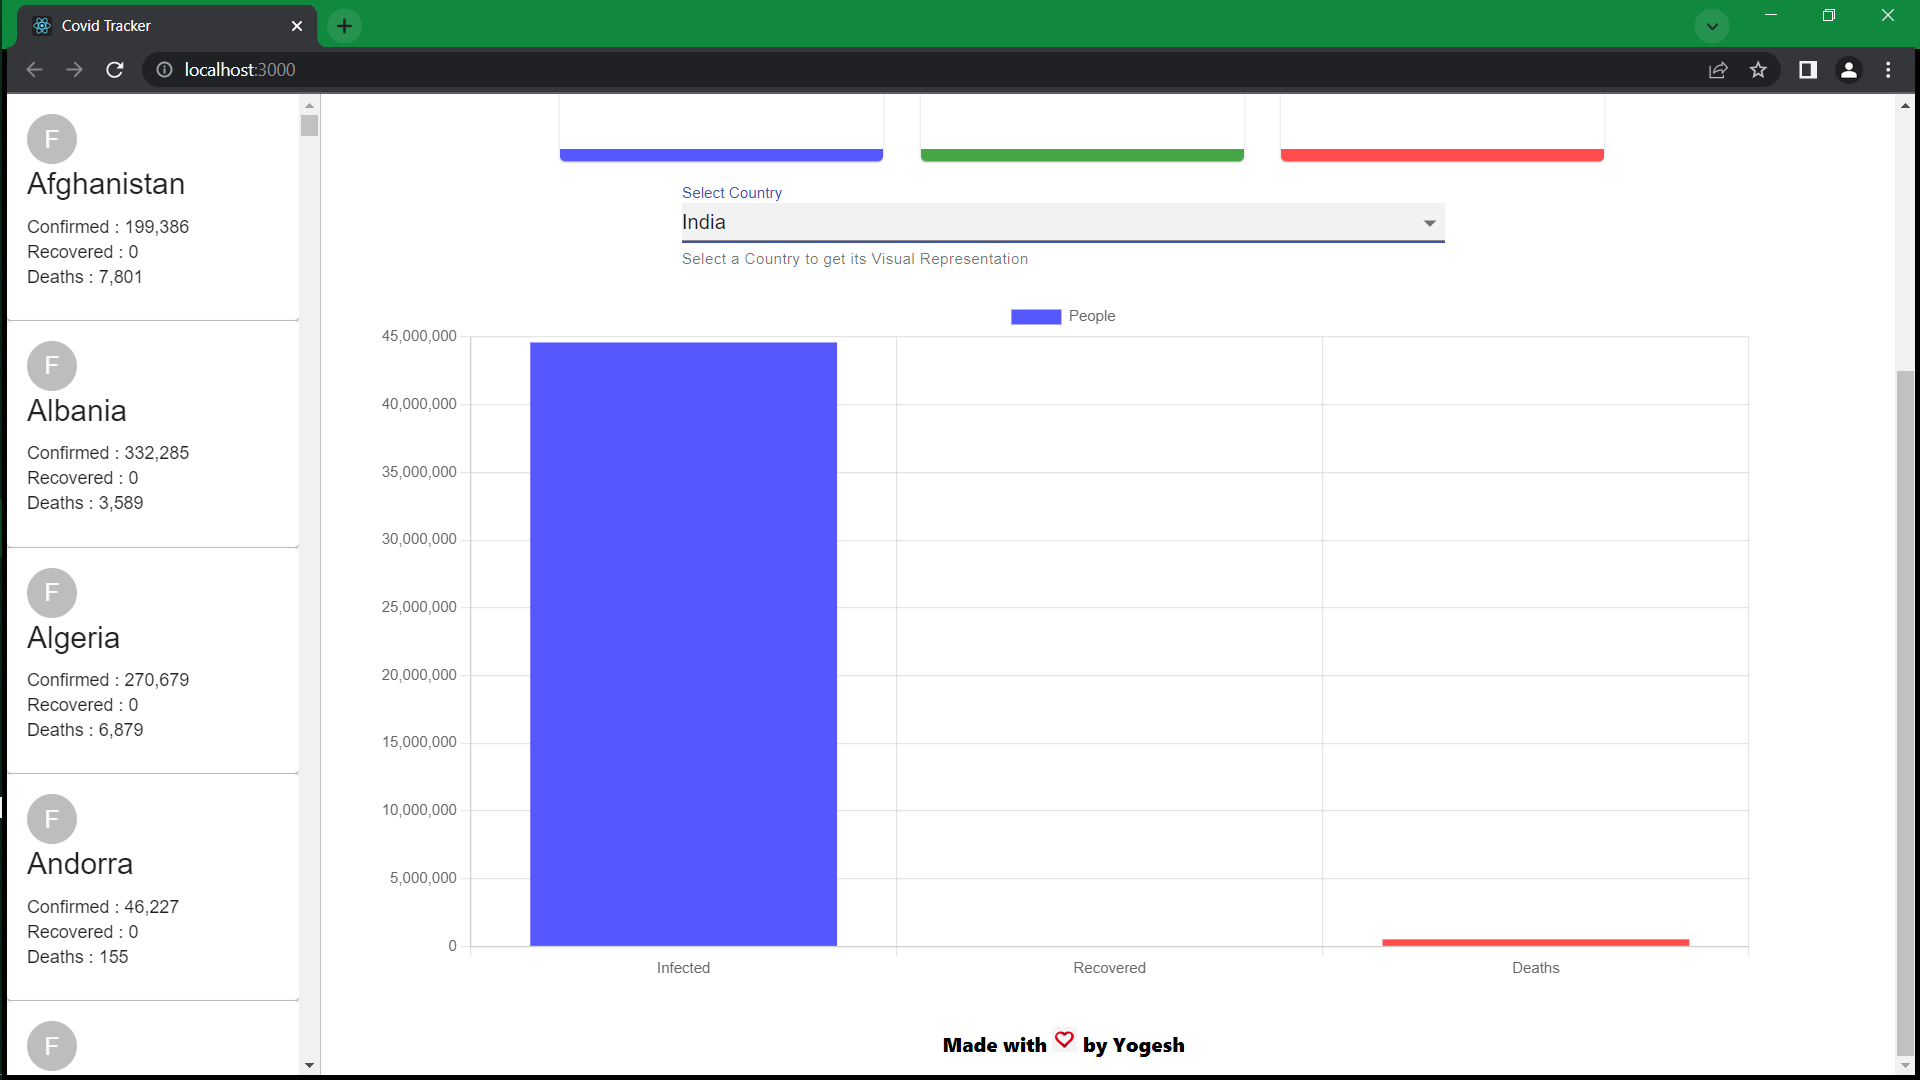 Covid Tracker
localhost:3000
F
Afghanistan
Confirmed : 199,386
Recovered : 0
Deaths : 7,801
F
Albania
Confirmed : 332,285
Recovered : 0
Deaths : 3,589
F
Algeria
Confirmed : 270,679
Recovered : 0
Deaths : 6,879
F
Andorra
Confirmed : 46,227
Recovered : 0
Deaths : 155
F
Select Country
India
Select a Country to get its Visual Representation
People
45,000,000
40,000,000
35,000,000
30,000,000
25,000,000
20,000,000
15,000,000
10,000,000
5,000,000
0
Infected
Recovered
Deaths
Made with by Yogesh